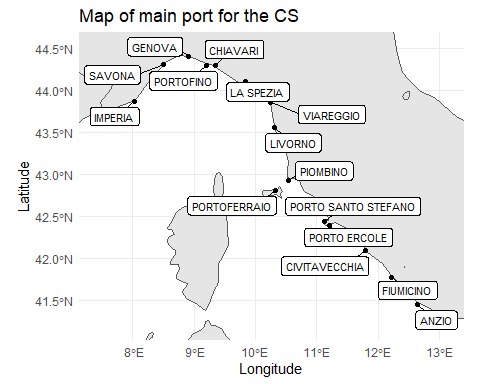 Map of main port for the CS
44.5°N
44.0°N
43.5°N
43.0°N
42.5°N
42.0°N
41.5°N
Latitude
GENOVA
CHIAVARI
SAVONA
PORTOFINO
LA SPEZIA
IMPERIA
VIAREGGIO
LIVORNO
PIOMBINO
PORTOFERRAIO
PORTO SANTO STEFANO
PORTO ERCOLE
CIVITAVECCHIA
FIUMICINO
ANZIO
8°E 9°E 10°E 11°E 12°E 13°E
Longitude